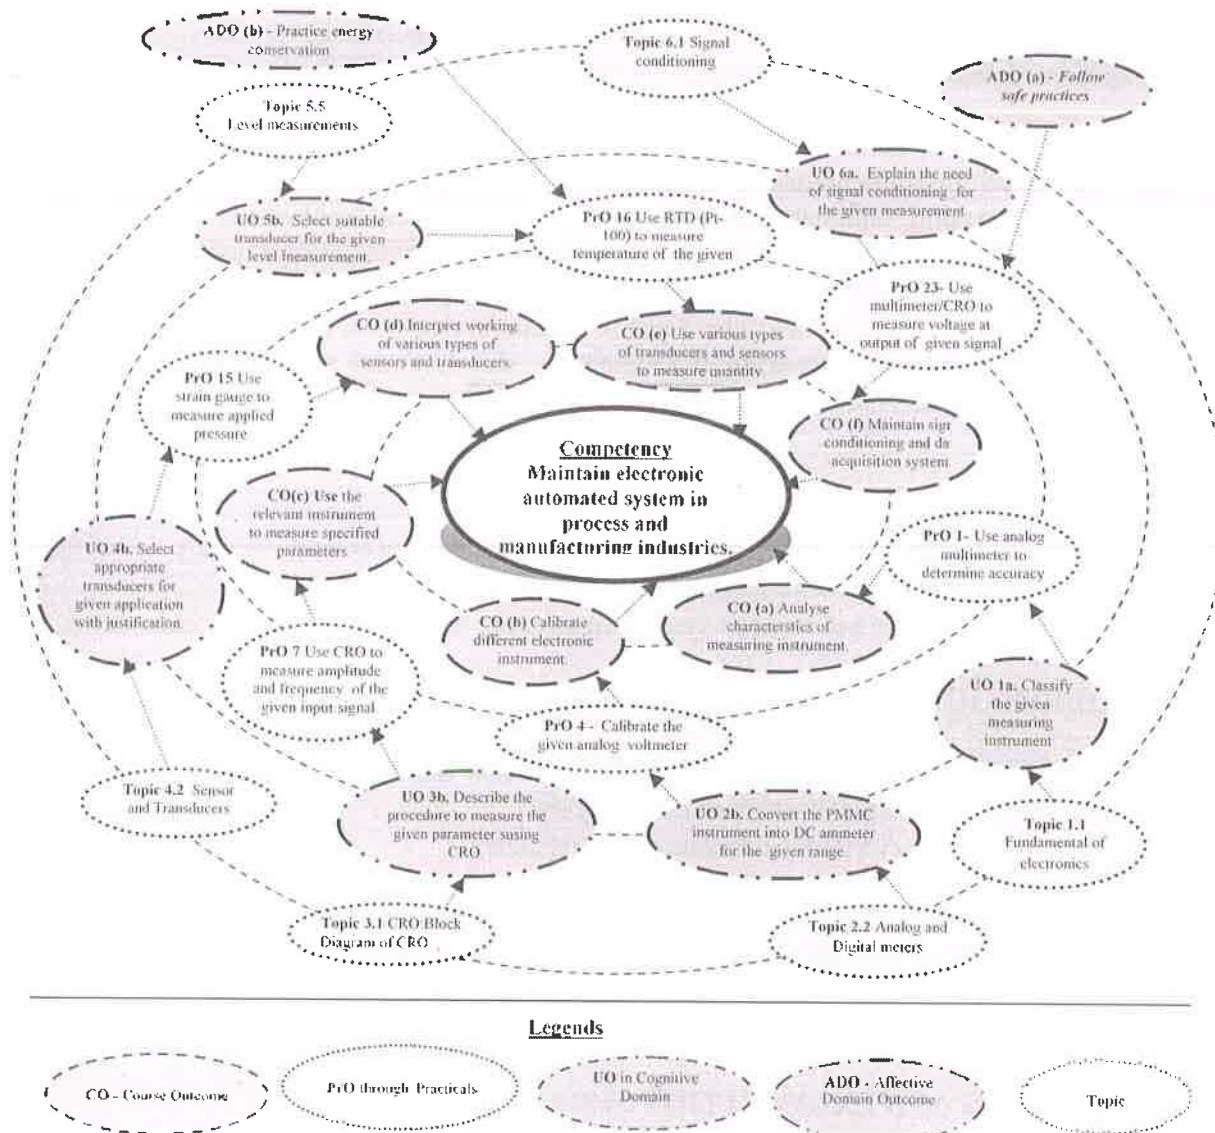 ADO (b) - Practice energy
conservation
Topic 6.1 Signal
conditioning
ADO (a) - Follow
safe practices
Topic 5.5
Level measurements
UO 6a. Explain the need
of signal conditioning for
the given measurement.
UO 5b. Select suitable
transducer for the given
level measurement.
PrO 16 Use RTD (Pt-
100) to measure
temperature of the given
PrO 23- Use
multimeter/CRO to
measure voltage at
output of given signal
CO (d) Interpret working
of various types of
sensors and transducers.
CO (e) Use various types
of transducers and sensors
to measure quantity.
PrO 15 Use
strain gauge to
measure applied
pressure
CO (f) Maintain sigr
conditioning and da
acquisition system
Competency
Maintain electronic
automated system in
process and
manufacturing industries.
CO(c) Use the
relevant instrument
to measure specified
parameters
PrO 1- Use analog
multimeter to
determine accuracy
UO 4b. Select
appropriate
transducers for
given application
with justification.
CO (b) Calibrate
different electronic
instrument.
CO (a) Analyse
characterstics of
measuring instrument.
PrO 7 Use CRO to
measure amplitude
and frequency of the
given input signal
UO 1a. Classify
the given
measuring
instrument
PrO 4 - Calibrate the
given analog voltmeter
Topic 4.2 Sensor
and Transducers
UO 3b. Describe the
procedure to measure the
given parameter susing
CRO
UO 2b. Convert the PMMC
instrument into DC ammeter
for the given range.
Topic 1.1
Fundamental of
electronics
Topic 3.1 CRO:Block
Diagram of CRO
Topic 2.2 Analog and
Digital meters
Legends
CO - Course Outcome
PrO through Practicals
UO in Cognitive
Domain
ADO - Affective
Domain Outcome
Topic